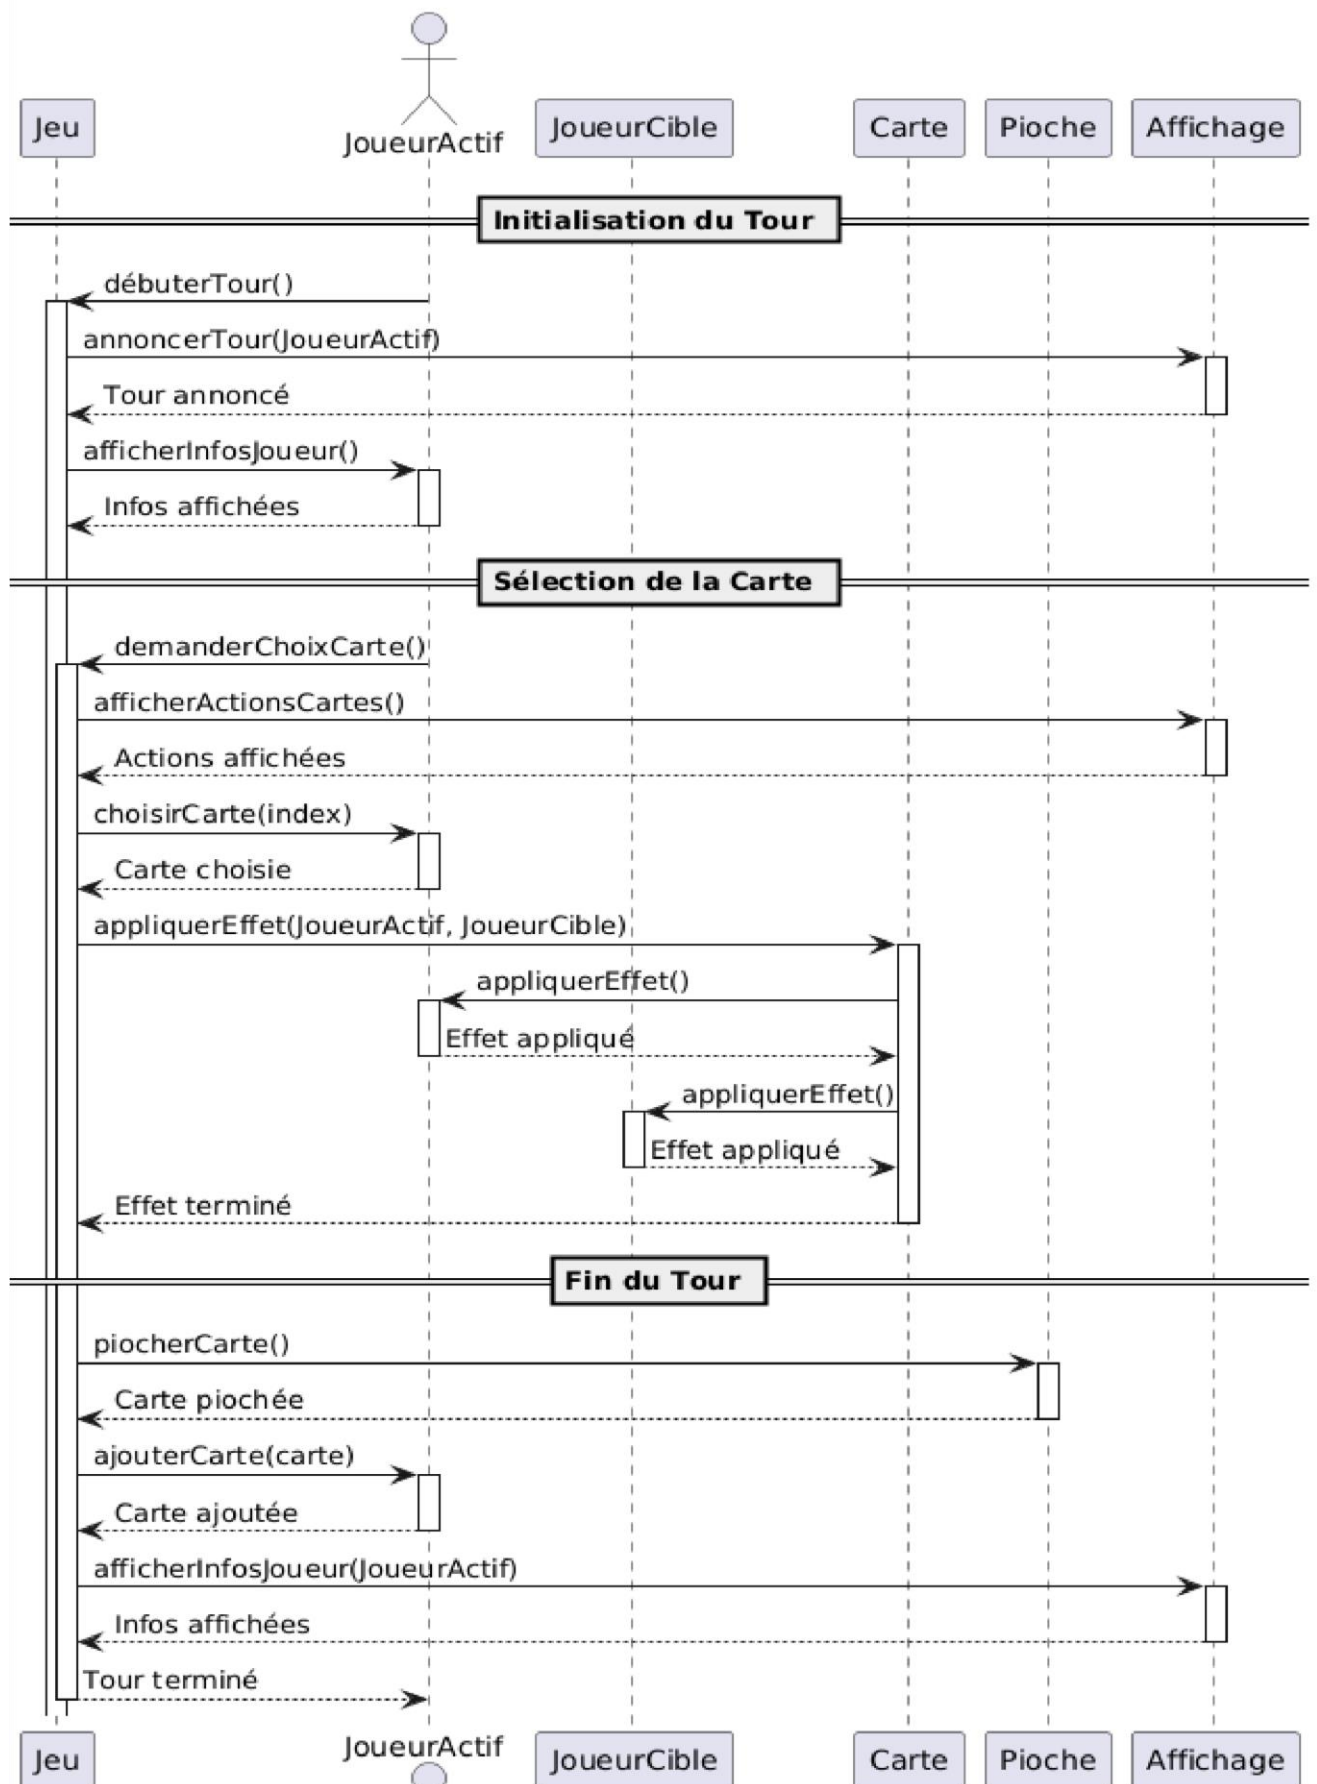 Jeu
JoueurActif
JoueurCible
Carte
Pioche
Affichage
Initialisation du Tour
débuterTour()
annoncerTour(JoueurActif)
Tour annoncé
afficherInfosJoueur()
Infos affichées
Sélection de la Carte
demanderChoixCarte()
afficherActionsCartes()
Actions affichées
choisirCarte(index)
Carte choisie
appliquerEffet(JoueurActif, JoueurCible)
appliquerEffet()
Effet appliqué
appliquerEffet()
Effet appliqué
Effet terminé
Fin du Tour
piocherCarte()
Carte piochée
ajouterCarte(carte)
Carte ajoutée
afficherInfosJoueur(JoueurActif)
Infos affichées
Tour terminé
Jeu
JoueurActif
JoueurCible
Carte
Pioche
Affichage